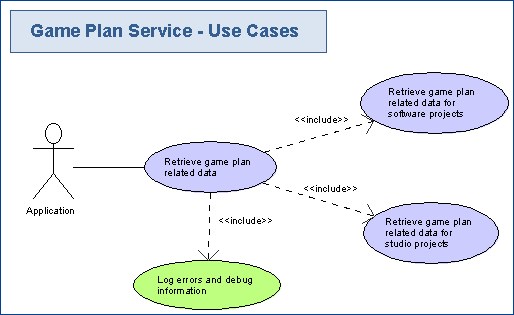 Game Plan Service - Use Cases
Retrieve game plan
related data for
software projects
<<include>>
Retrieve game plan
related data
<<include>>
Application
<<include>>
Retrieve game plan
related data for
studio projects
Log errors and debug
information